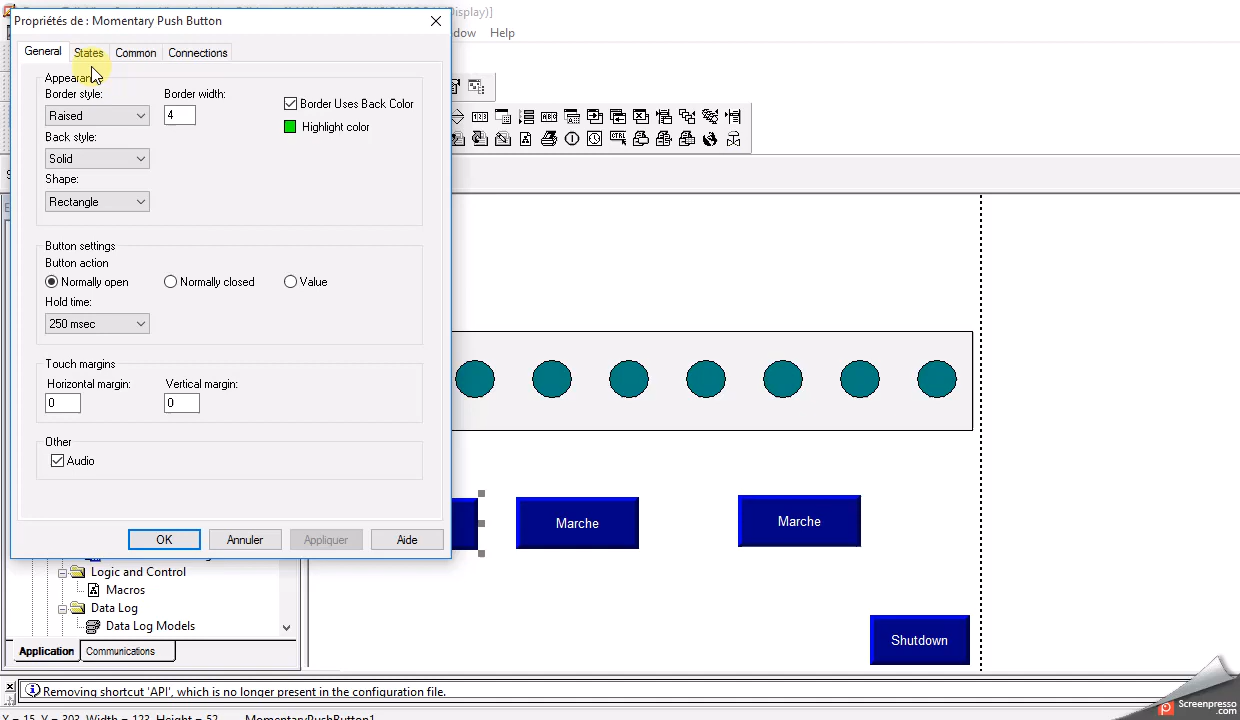 Propriétés de : Momentary Push Button
Display)]
General States Common Connections
dow Help
Appearance
Border style: Border width:
Raised 4 Border Uses Back Color
Highlight color
Back style:
Solid
Shape:
Rectangle
Button settings
Button action
Normally open Normally closed Value
Hold time:
250 msec
Touch margins
Horizontal margin: Vertical margin:
0 0
Other
Audio
OK Annuler Appliquer Aide
Marche Marche
Shutdown
Logic and Control
Macros
Data Log
Data Log Models
Application Communications
Removing shortcut 'API', which is no longer present in the configuration file.
X = 15, Y = 303, Width = 123, Height = 52 MomentaryPushButton1
Screenpresso
.com